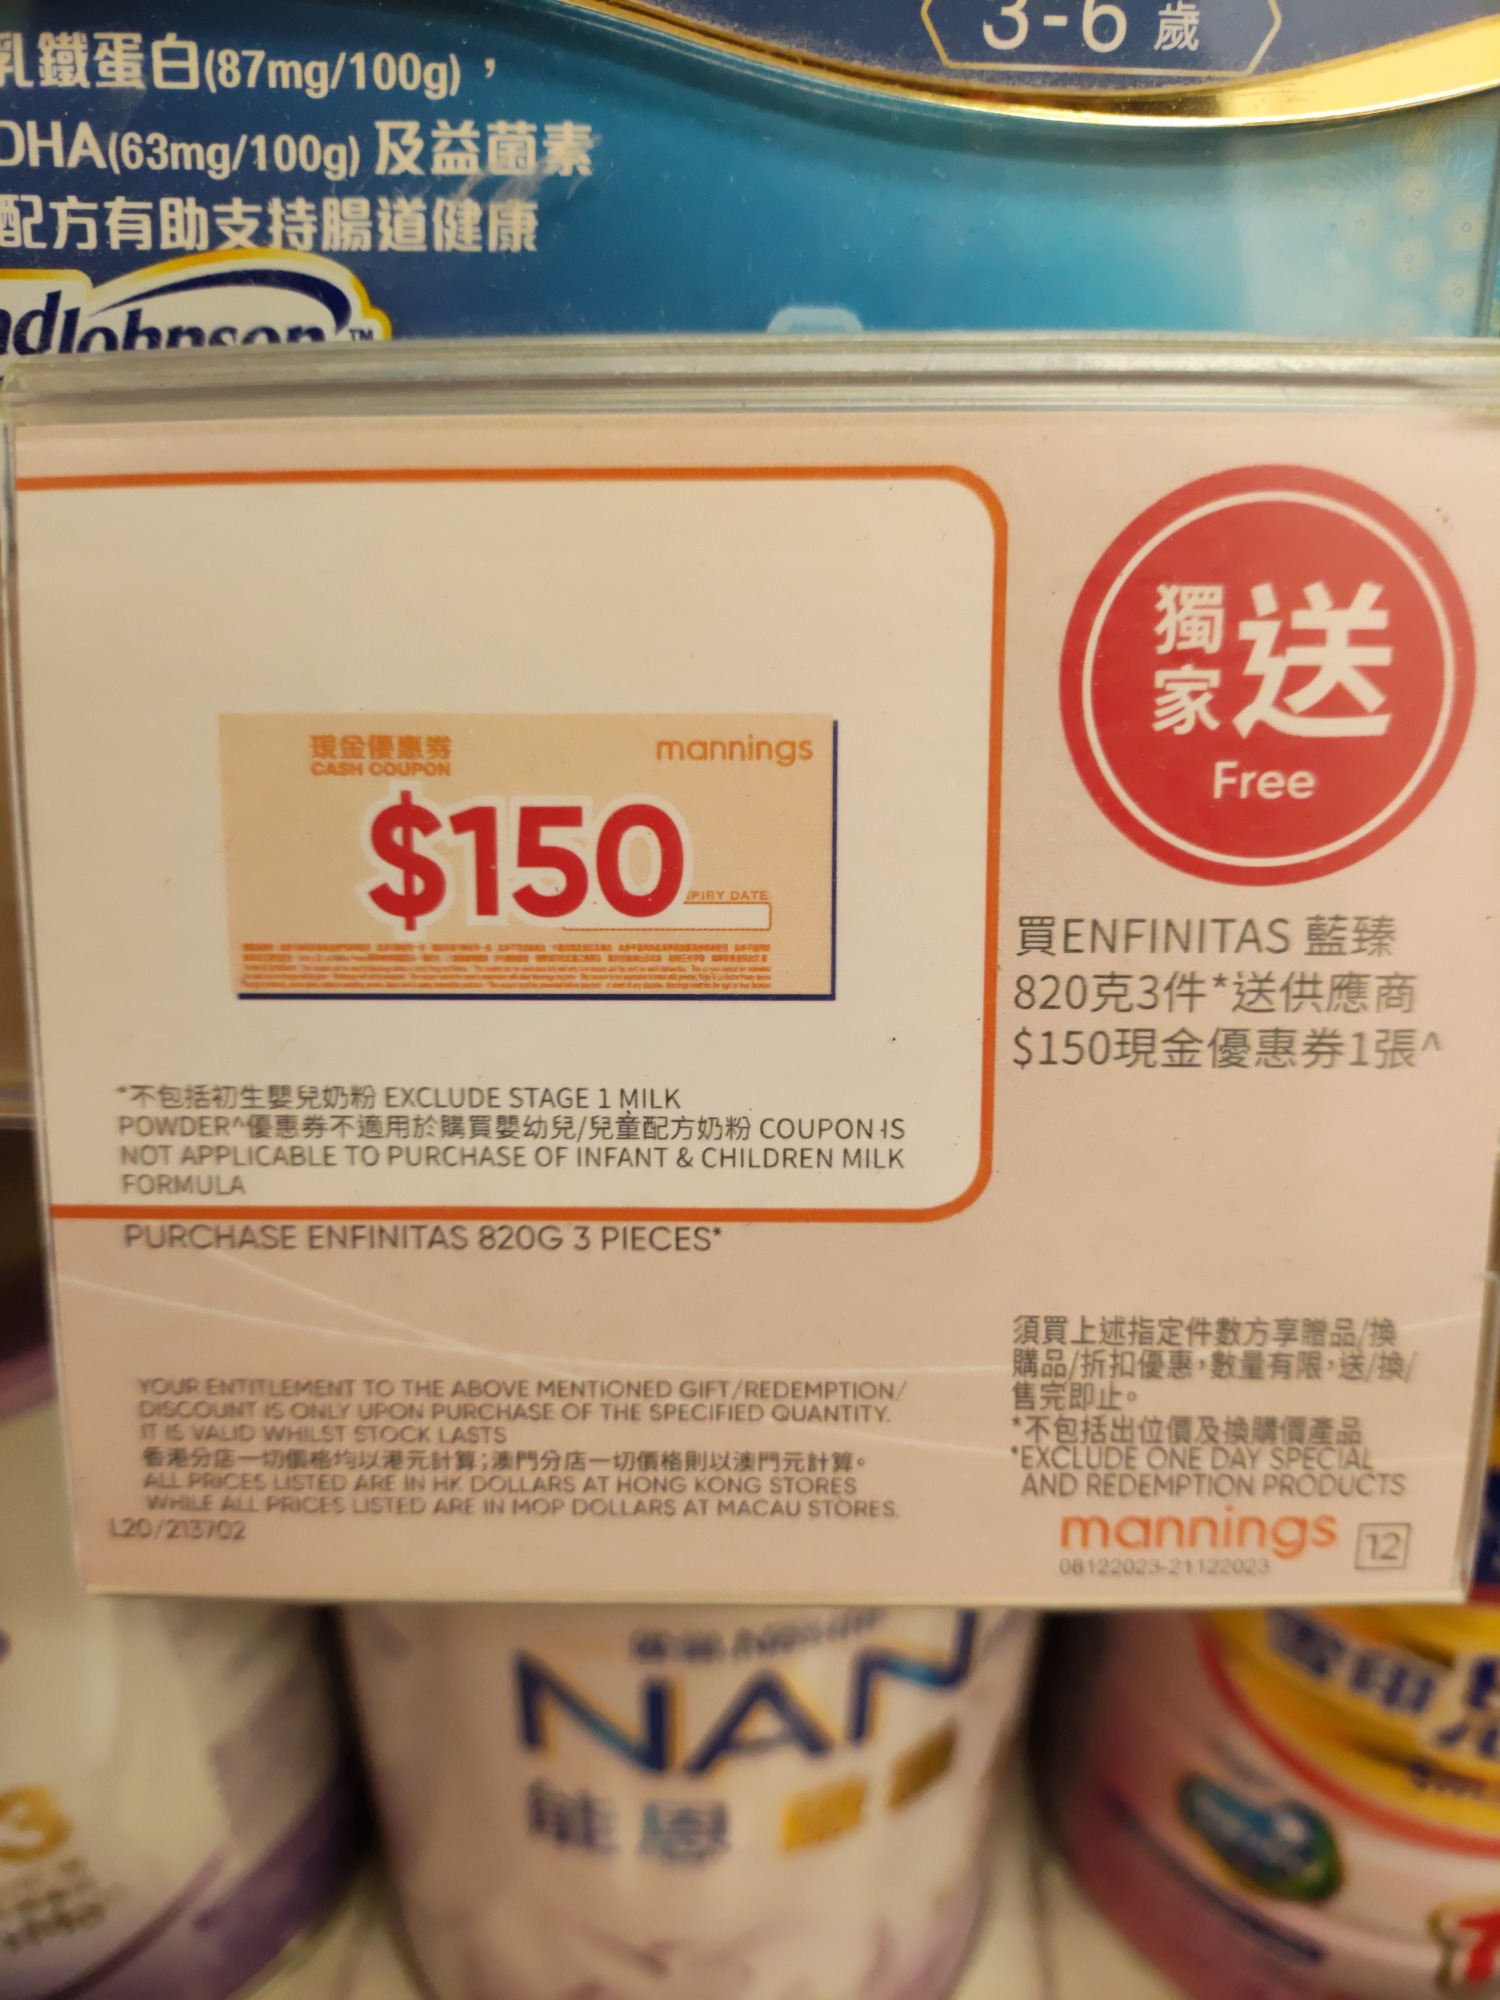 3-6 歲
乳鐵蛋白(87mg/100g)，
DHA(63mg/100g) 及益菌素
配方有助支持腸道健康
Johnson™
獨家送
Free
現金優惠券
CASH COUPON
mannings
$150
PIRY DATE
買ENFINITAS 藍臻
820克3件*送供應商
$150現金優惠券1張^
*不包括初生嬰兒奶粉 EXCLUDE STAGE 1 MILK
POWDER^優惠券不適用於購買嬰幼兒/兒童配方奶粉 COUPON IS
NOT APPLICABLE TO PURCHASE OF INFANT & CHILDREN MILK
FORMULA
PURCHASE ENFINITAS 820G 3 PIECES*
YOUR ENTITLEMENT TO THE ABOVE MENTIONED GIFT/REDEMPTION/
DISCOUNT IS ONLY UPON PURCHASE OF THE SPECIFIED QUANTITY.
IT IS VALID WHILST STOCK LASTS
香港分店一切價格均以港元計算;澳門分店一切價格則以澳門元計算。
ALL PRICES LISTED ARE IN HK DOLLARS AT HONG KONG STORES
WHILE ALL PRICES LISTED ARE IN MOP DOLLARS AT MACAU STORES.
L20/213702
須買上述指定件數方享贈品/換
購品/折扣優惠，數量有限，送/換/
售完即止。
*不包括出位價及換購價產品
*EXCLUDE ONE DAY SPECIAL
AND REDEMPTION PRODUCTS
mannings 12
08122023-21122023
NAN
能恩
3